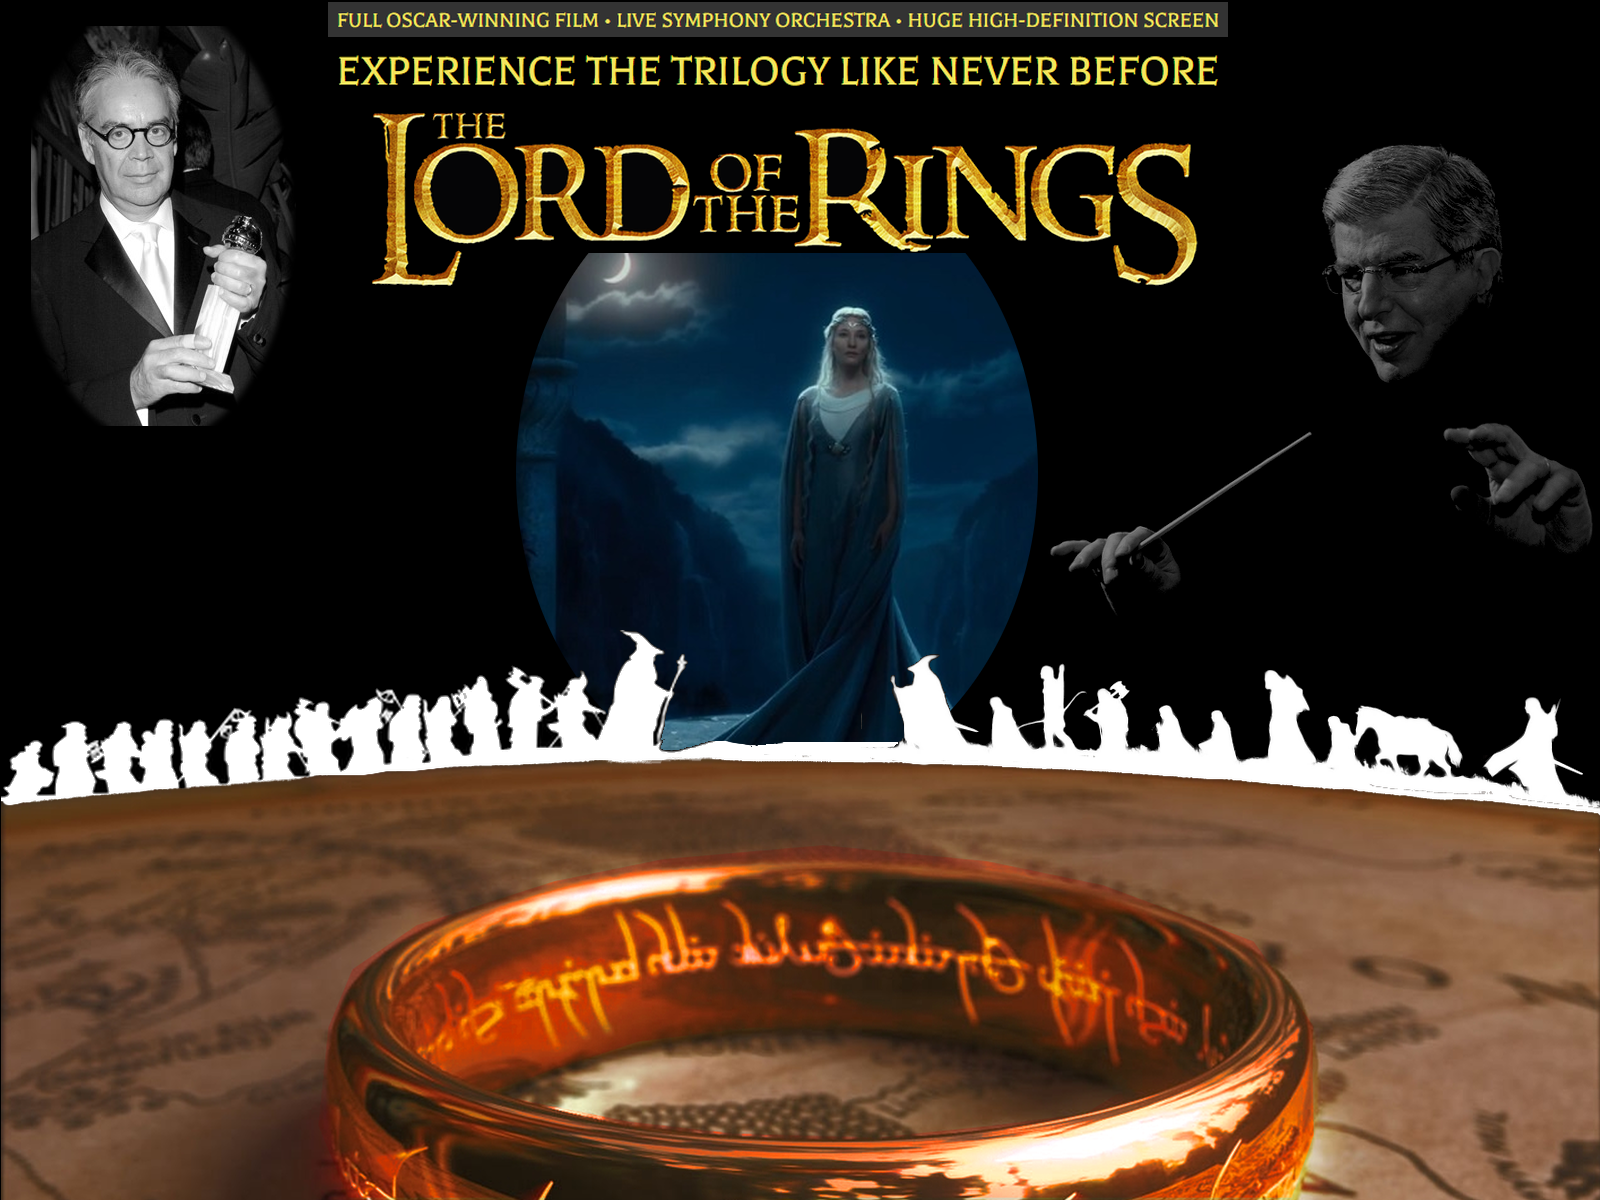 FULL OSCAR-WINNING FILM • LIVE SYMPHONY ORCHESTRA • HUGE HIGH-DEFINITION SCREEN
EXPERIENCE THE TRILOGY LIKE NEVER BEFORE
THE LORD OF THE RINGS